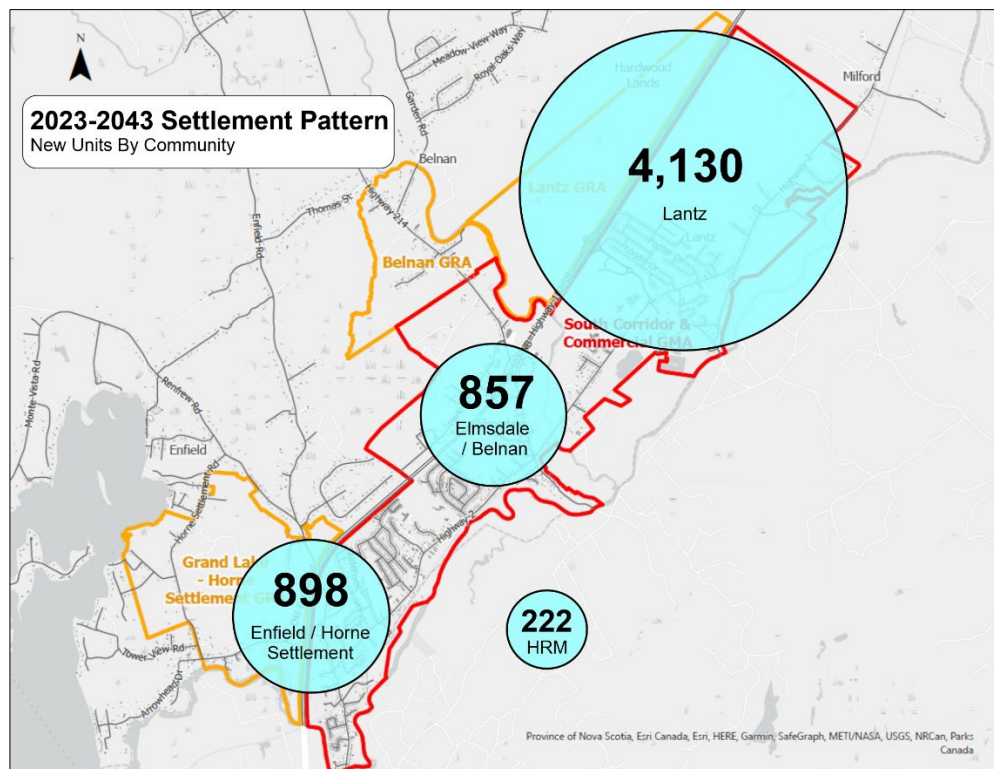 N
2023-2043 Settlement Pattern
New Units By Community
Meadow View Way
Royal Oaks Way
Garden Rd
Hardwood
Lands
Milford
Belnan
Thomas St
Highway 214
Enfield Rd
4,130
Lantz
Lantz GRA
Highway 2
Lantz
Belnan GRA
South Corridor &
Commercial GMA
Monte Vista Rd
Renfrew Rd
857
Elmsdale
/ Belnan
Enfield
Horne Settlement Rd
Highway 2
Grand Lake
- Horne
Settlement
898
Enfield / Horne
Settlement
222
HRM
Tower View Rd
Arrowhead Dr
Province of Nova Scotia, Esri Canada, Esri, HERE, Garmin, SafeGraph, METI/NASA, USGS, NRCan, Parks
Canada